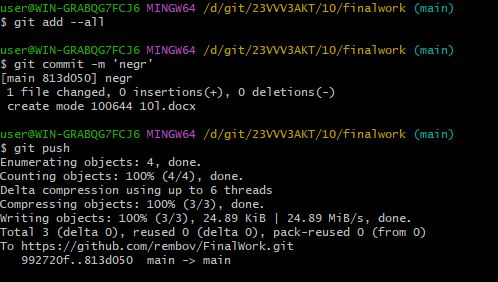 user@WIN-GRABQG7FCJ6 MINGW64 /d/git/23VVV3AKT/10/finalwork (main)
$ git add --all

user@WIN-GRABQG7FCJ6 MINGW64 /d/git/23VVV3AKT/10/finalwork (main)
$ git commit -m 'negr'
[main 813d050] negr
 1 file changed, 0 insertions(+), 0 deletions(-)
 create mode 100644 10l.docx

user@WIN-GRABQG7FCJ6 MINGW64 /d/git/23VVV3AKT/10/finalwork (main)
$ git push
Enumerating objects: 4, done.
Counting objects: 100% (4/4), done.
Delta compression using up to 6 threads
Compressing objects: 100% (3/3), done.
Writing objects: 100% (3/3), 24.89 KiB | 24.89 MiB/s, done.
Total 3 (delta 0), reused 0 (delta 0), pack-reused 0 (from 0)
To https://github.com/rembov/FinalWork.git
   992720f..813d050  main -> main